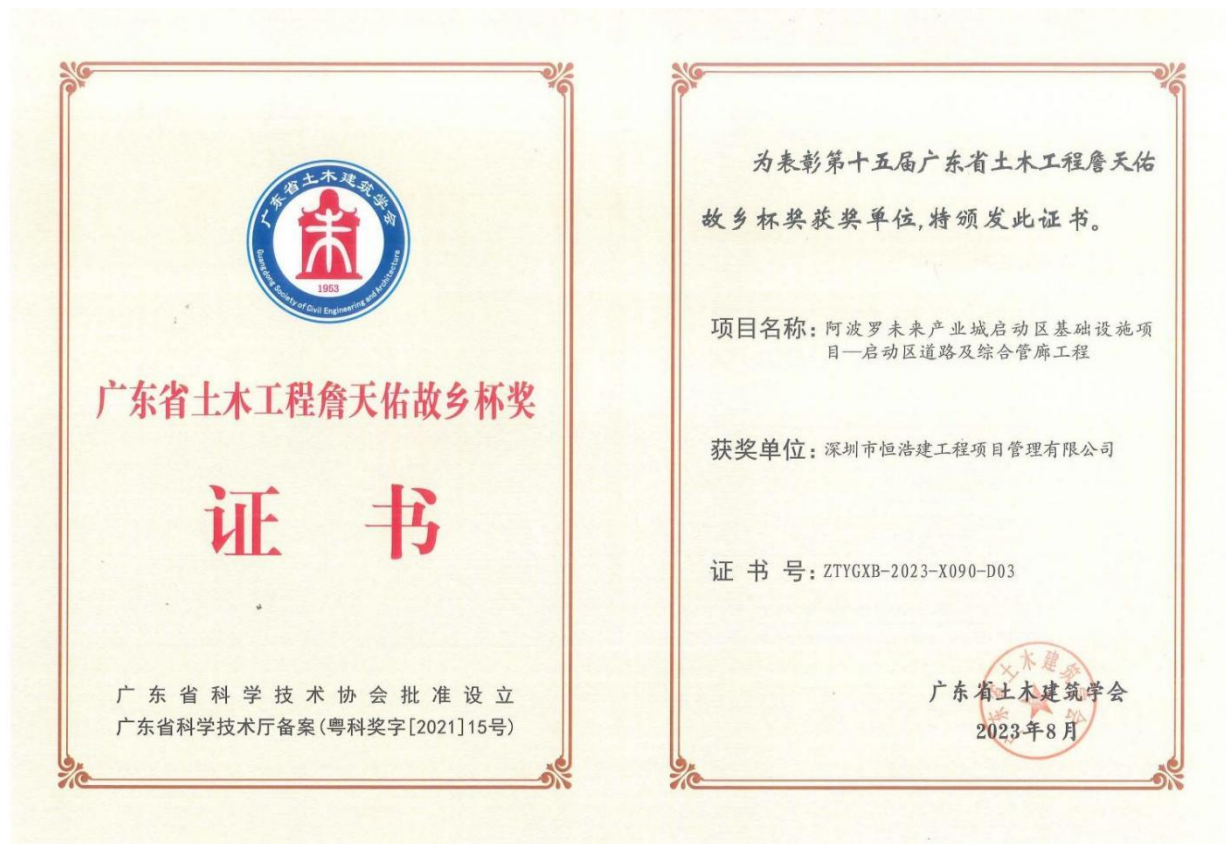 广东省土木建筑学会
1953
Guangdong Society of Civil Engineering and Architecture
广东省土木工程詹天佑故乡杯奖
证 书
广东省科学技术协会批准设立
广东省科学技术厅备案(粤科奖字[2021]15号)
为表彰第十五届广东省土木工程詹天佑
故乡杯奖获奖单位,特颁发此证书。
项目名称:阿波罗未来产业城启动区基础设施项
目—启动区道路及综合管廊工程
获奖单位:深圳市恒浩建工程项目管理有限公司
证 书 号:ZTYGXB-2023-X090-D03
广东省土木建筑学会
广东省土木建筑学会
2023年8月